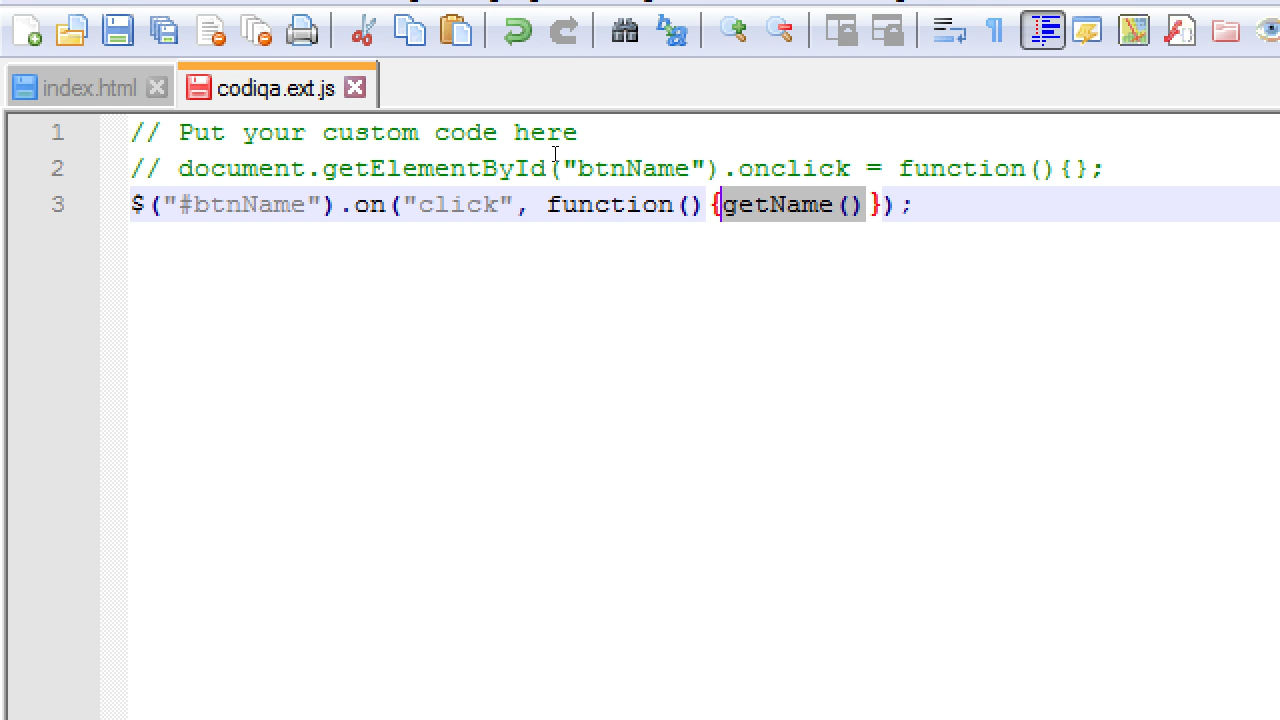 index.html
codiqa.ext.js
1 // Put your custom code here
2 // document.getElementById("btnName").onclick = function(){};
3 $("#btnName").on("click", function(){getName()});